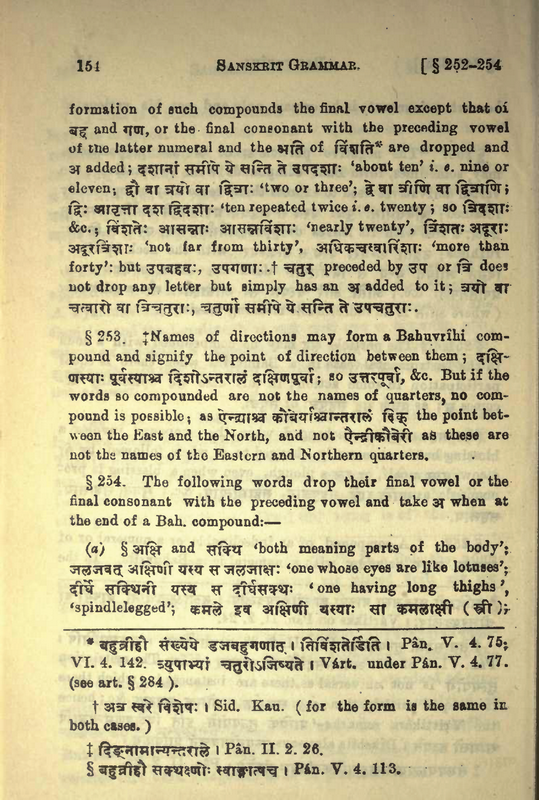 154 SANSKRIT GRAMMAR. [ § 252-254
formation of such compounds the final vowel except that of
बहु and गण, or the final consonant with the preceding vowel
of the latter numeral and the अति of विंशति* are dropped and
अ added; दशानां समीपे ये सन्ति ते उपदशाः 'about ten' i. e. nine or
eleven; द्वौ वा त्रयो वा द्वित्राः 'two or three'; द्वे वा त्रीणि वा द्वित्राणि;
द्विः आवृत्ता दश द्विदशाः 'ten repeated twice i. e. twenty; so त्रिदशाः
&c.; विंशतेः आसन्नाः आसन्नविंशाः 'nearly twenty', त्रिंशतः अदूराः
अदूरत्रिंशाः 'not far from thirty', अधिकचत्वारिंशाः 'more than
forty': but उपबहवः, उपगणाः.† चतुर् preceded by उप or त्रि does
not drop any letter but simply has an अ added to it; त्रयो वा
चत्वारो वा त्रिचतुराः, चतुर्णां समीपे ये सन्ति ते उपचतुराः.
§ 253. ‡Names of directions may form a Bahuvrîhi com-
pound and signify the point of direction between them; दक्षि-
णस्याः पूर्वस्याश्च दिशोऽन्तरालं दक्षिणपूर्वा; so उत्तरपूर्वा, &c. But if the
words so compounded are not the names of quarters, no com-
pound is possible; as ऐन्द्र्याश्च कौबेर्याश्चान्तरालं दिक् the point bet-
ween the East and the North, and not ऐन्द्रीकौबेरी as these are
not the names of the Eastern and Northern quarters.
§ 254. The following words drop their final vowel or the
final consonant with the preceding vowel and take अ when at
the end of a Bah. compound:—
(a) § अक्षि and सक्थि 'both meaning parts of the body';
जलजवत् अक्षिणी यस्य स जलजाक्षः 'one whose eyes are like lotuses';
दीर्घे सक्थिनी यस्य स दीर्घसक्थः 'one having long thighs',
'spindlelegged'; कमले इव अक्षिणी यस्याः सा कमलाक्षी (स्त्री);
* बहुव्रीहौ संख्येये डजबहुगणात् । तिविंशतेर्डिति । Pân. V. 4. 75;
VI. 4. 142. त्र्युपाभ्यां चतुरोऽजिष्यते । Várt. under Pán. V. 4. 77.
(see art. § 284 ).
† अत्र स्वरे विशेषः । Sid. Kau. ( for the form is the same in
both cases. )
‡ दिङ्नामान्यन्तराले । Pân. II. 2. 26.
§ बहुव्रीहौ सक्थ्यक्ष्णोः स्वाङ्गात्षच् । Pán. V. 4. 113.